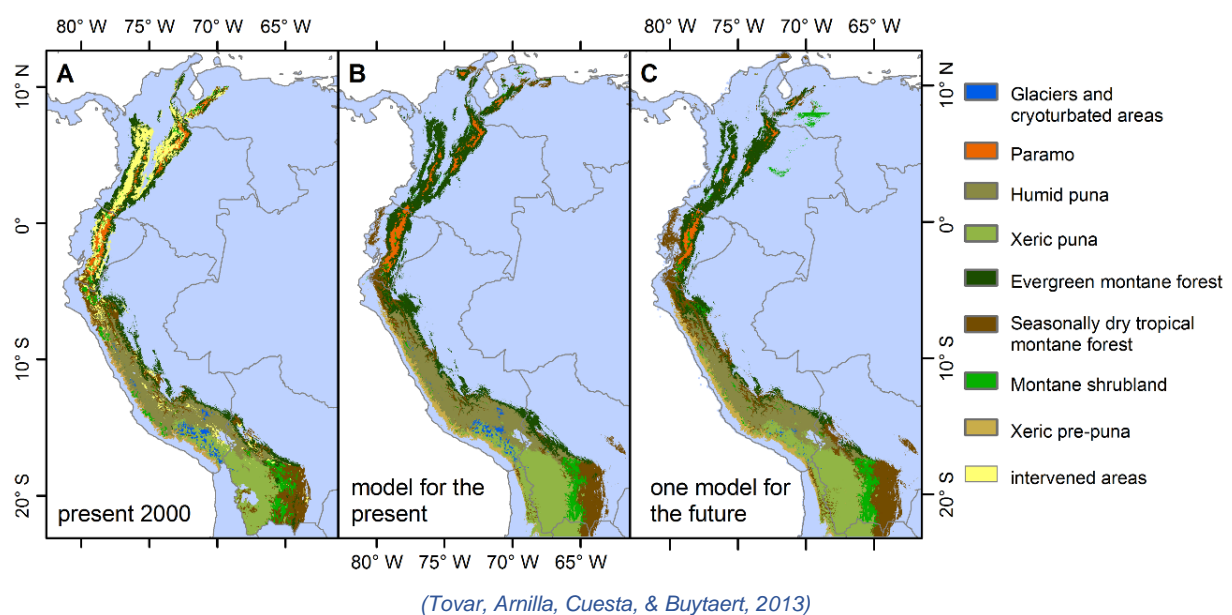 80° W 75° W 70° W 65° W
80° W 75° W 70° W 65° W
A
B
C
10° N
0°
10° S
20° S
10° N
0°
10° S
20° S
present 2000
model for the
present
one model for
the future
80° W 75° W 70° W 65° W
Glaciers and
cryoturbated areas
Paramo
Humid puna
Xeric puna
Evergreen montane forest
Seasonally dry tropical
montane forest
Montane shrubland
Xeric pre-puna
intervened areas
(Tovar, Arnilla, Cuesta, & Buytaert, 2013)